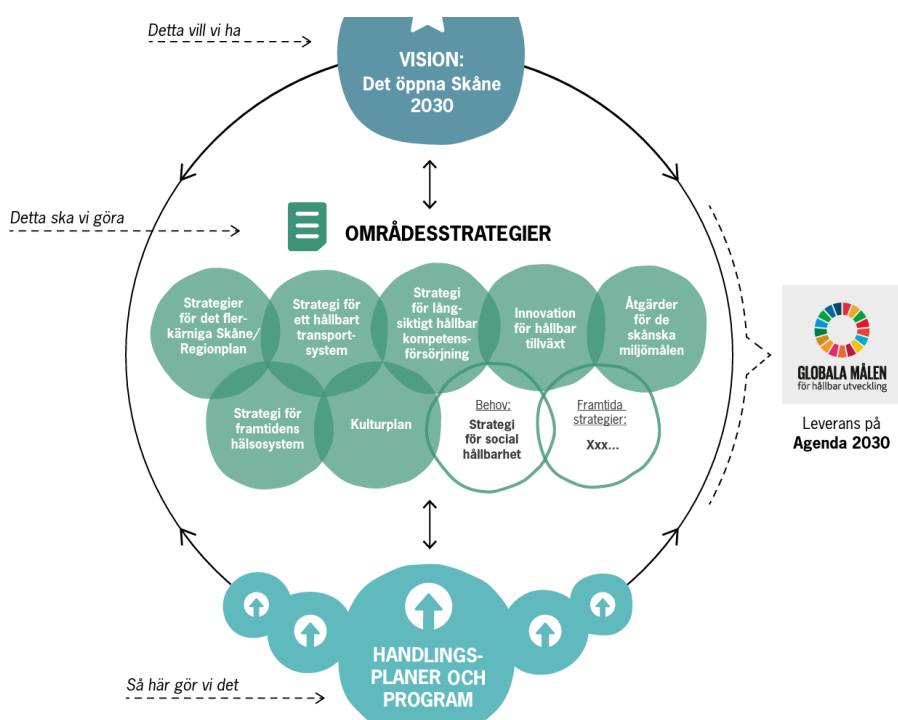 Detta vill vi ha
VISION:
Det öppna Skåne
2030
Detta ska vi göra
OMRÅDESSTRATEGIER
Strategier
för det fler-
kärniga Skåne/
Regionplan
Strategi för
ett hållbart
transport-
system
Strategi
för lång-
siktigt hållbar
kompetens-
försörjning
Innovation
för hållbar
tillväxt
Åtgärder
för de
skånska
miljömålen
Strategi för
framtidens
hälsosystem
Kulturplan
Behov:
Strategi
för social
hållbarhet
Framtida
strategier:
Xxx...
GLOBALA MÅLEN
för hållbar utveckling
Leverans på
Agenda 2030
Så här gör vi det
HANDLINGS-
PLANER OCH
PROGRAM